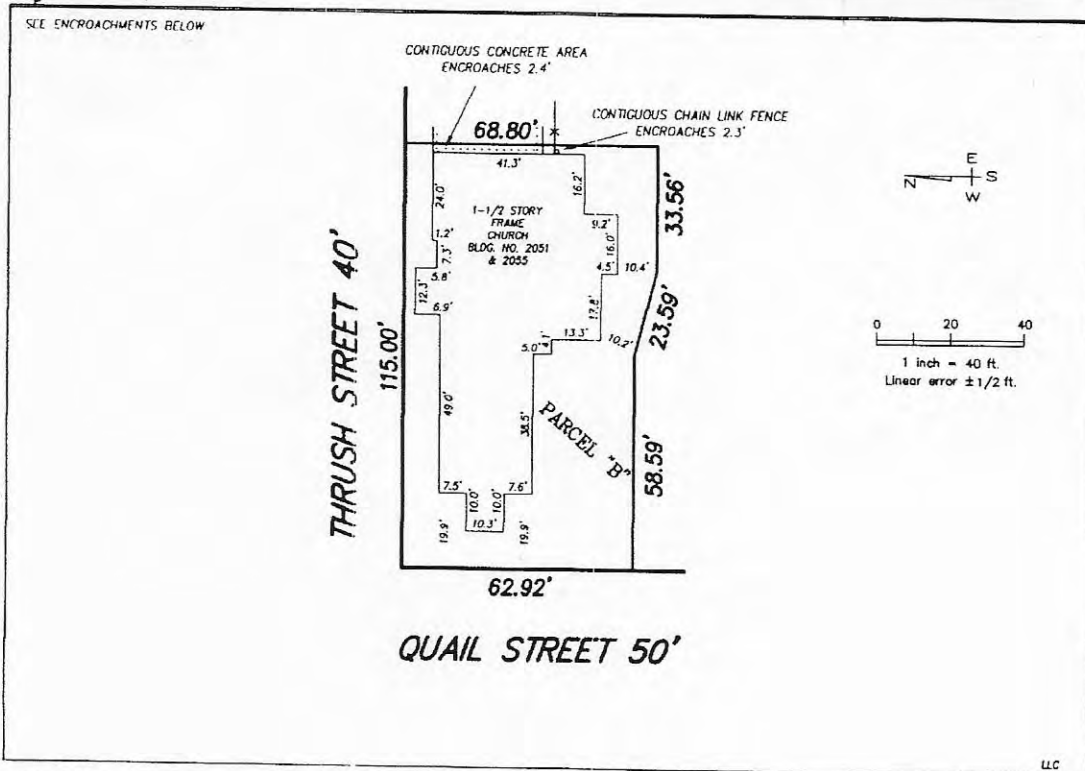 SEE ENCROACHMENTS BELOW
CONTIGUOUS CONCRETE AREA
ENCROACHES 2.4'
CONTIGUOUS CHAIN LINK FENCE
ENCROACHES 2.3'
68.80'
41.3'
24.0'
16.2'
33.56'
1-1/2 STORY
FRAME
CHURCH
BLDG. NO. 2051
& 2055
9.2'
16.0'
1.2'
7.3'
5.8'
4.5'
10.4'
12.3'
6.9'
17.8'
23.59'
13.3'
10.2'
4.1'
5.0'
THRUSH STREET 40'
115.00'
49.0'
38.5'
PARCEL "B"
58.59'
7.5'
10.0'
10.0'
7.6'
10.3'
19.9'
19.9'
62.92'
QUAIL STREET 50'
E
N
S
W
0 20 40
1 inch = 40 ft.
Linear error ±1/2 ft.
LLC